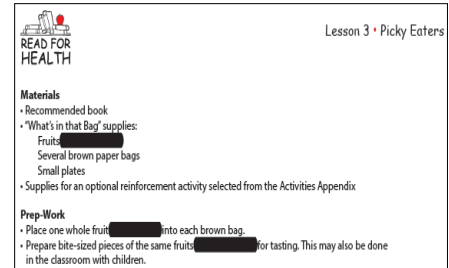 READ FOR
HEALTH
Lesson 3 • Picky Eaters
Materials
• Recommended book
• "What's in that Bag" supplies:
Fruits
Several brown paper bags
Small plates
• Supplies for an optional reinforcement activity selected from the Activities Appendix
Prep-Work
• Place one whole fruit into each brown bag.
• Prepare bite-sized pieces of the same fruits for tasting. This may also be done
in the classroom with children.